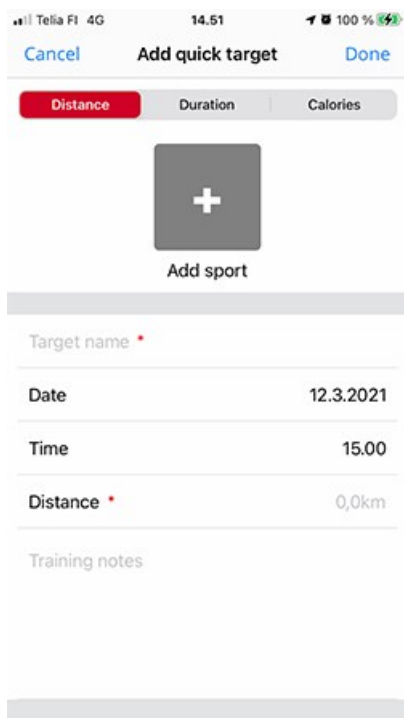 Telia FI 4G 14.51 100 %
Cancel Add quick target Done
Distance Duration Calories
Add sport
Target name *
Date 12.3.2021
Time 15.00
Distance * 0,0km
Training notes